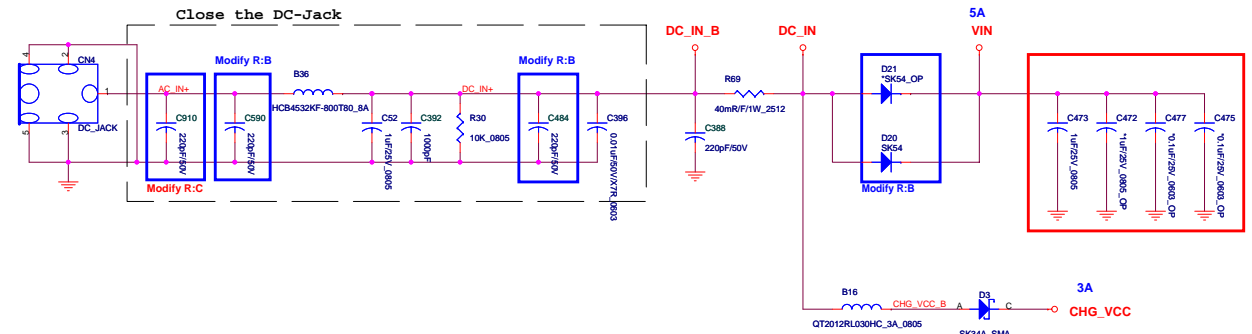 Close the DC-Jack
5A
DC_IN_B
DC_IN
VIN
4
2
CN4
1
5
3
DC_JACK
Modify R:B
B36
HCB4532KF-800T80_8A
AC_IN+
C910
220pF/50V
Modify R:C
C590
220pF/50V
C52
1uF/25V_0805
C392
1000pF
DC_IN+
R30
10K_0805
Modify R:B
C484
220pF/50V
C396
0.01uF/50V/X7R_0603
C388
220pF/50V
R69
40mR/F/1W_2512
D21
*SK54_OP
D20
SK54
Modify R:B
C473
1uF/25V_0805
C472
*1uF/25V_0805_OP
C477
*0.1uF/25V_0603_OP
C475
*0.1uF/25V_0603_OP
B16
QT2012RL030HC_3A_0805
CHG_VCC_B
A
D3
C
SK34A_SMA
3A
CHG_VCC